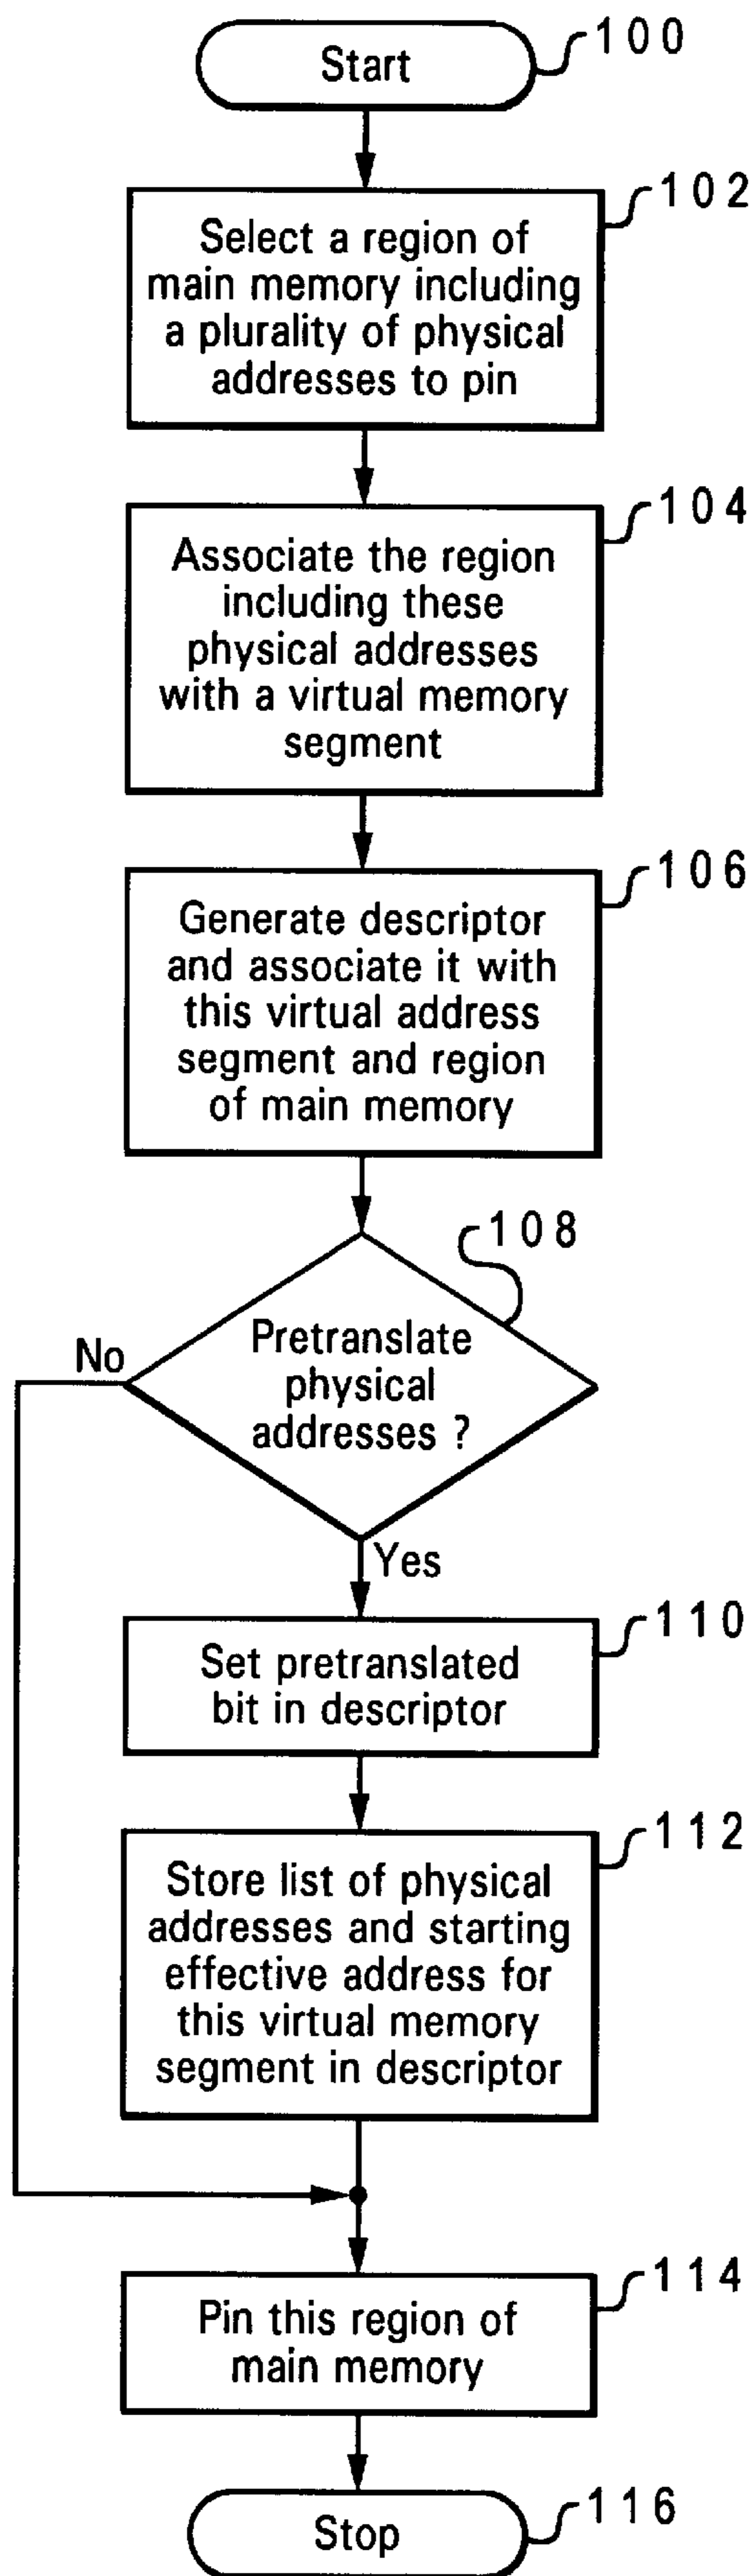 Start
100
102
Select a region of
main memory including
a plurality of physical
addresses to pin
104
Associate the region
including these
physical addresses
with a virtual memory
segment
106
Generate descriptor
and associate it with
this virtual address
segment and region
of main memory
108
Pretranslate
physical
addresses ?
No
Yes
110
Set pretranslated
bit in descriptor
112
Store list of physical
addresses and starting
effective address for
this virtual memory
segment in descriptor
114
Pin this region of
main memory
Stop
116